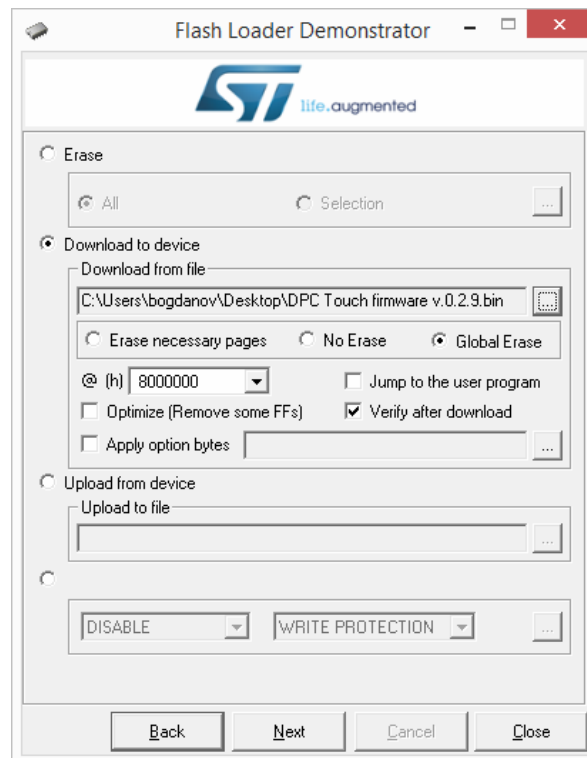 Flash Loader Demonstrator
ST life.augmented
Erase
All Selection ...
Download to device
Download from file
C:\Users\bogdanov\Desktop\DPC Touch firmware v.0.2.9.bin ...
Erase necessary pages No Erase Global Erase
@ (h) 8000000 Jump to the user program
Optimize (Remove some FFs) Verify after download
Apply option bytes ...
Upload from device
Upload to file
...
DISABLE WRITE PROTECTION ...
Back Next Cancel Close